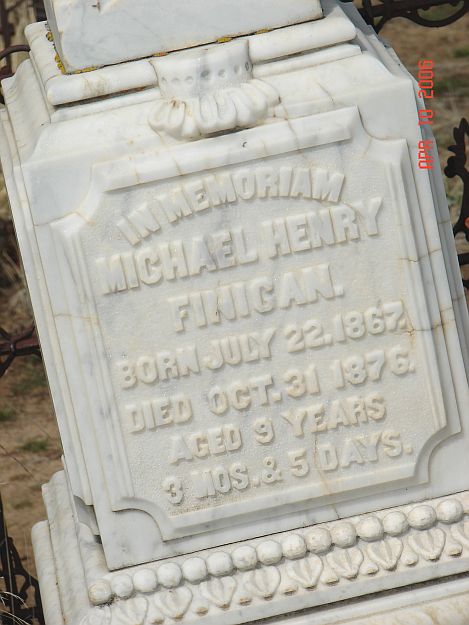 IN MEMORIAM
MICHAEL HENRY
FINIGAN.
BORN JULY 22.1867.
DIED OCT. 31 1876.
AGED 9 YEARS
3 MOS. & 5 DAYS.
APR 10 2006